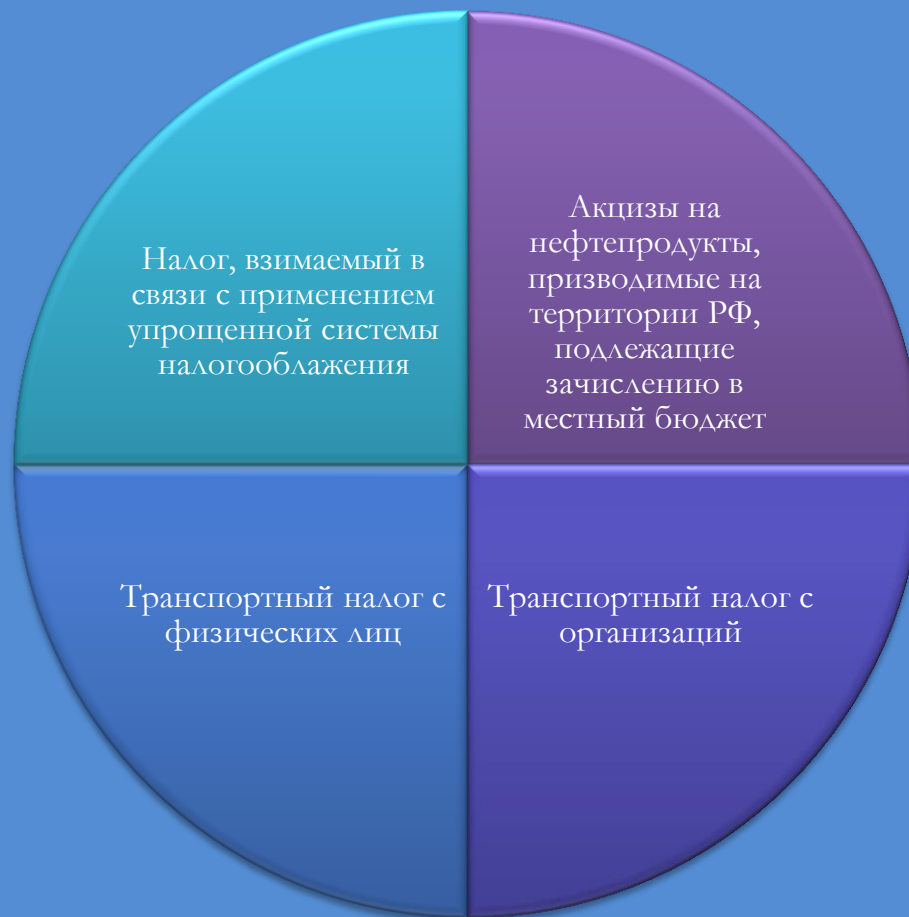 Налог, взимаемый в
связи с применением
упрощенной системы
налогооблажения
Акцизы на
нефтепродукты,
призводимые на
территории РФ,
подлежащие
зачислению в
местный бюджет
Транспортный налог с
физических лиц
Транспортный налог с
организаций